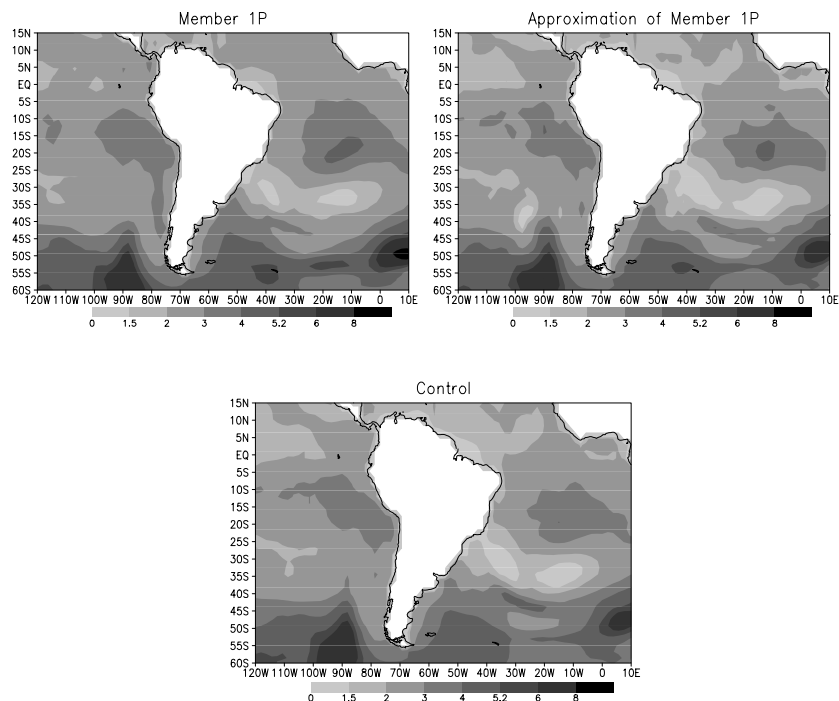 Member 1P
15N
10N
5N
EQ
5S
10S
15S
20S
25S
30S
35S
40S
45S
50S
55S
60S
120W 110W 100W 90W 80W 70W 60W 50W 40W 30W 20W 10W 0 10E
0 1.5 2 3 4 5.2 6 8
Approximation of Member 1P
15N
10N
5N
EQ
5S
10S
15S
20S
25S
30S
35S
40S
45S
50S
55S
60S
120W 110W 100W 90W 80W 70W 60W 50W 40W 30W 20W 10W 0 10E
0 1.5 2 3 4 5.2 6 8
Control
15N
10N
5N
EQ
5S
10S
15S
20S
25S
30S
35S
40S
45S
50S
55S
60S
120W 110W 100W 90W 80W 70W 60W 50W 40W 30W 20W 10W 0 10E
0 1.5 2 3 4 5.2 6 8